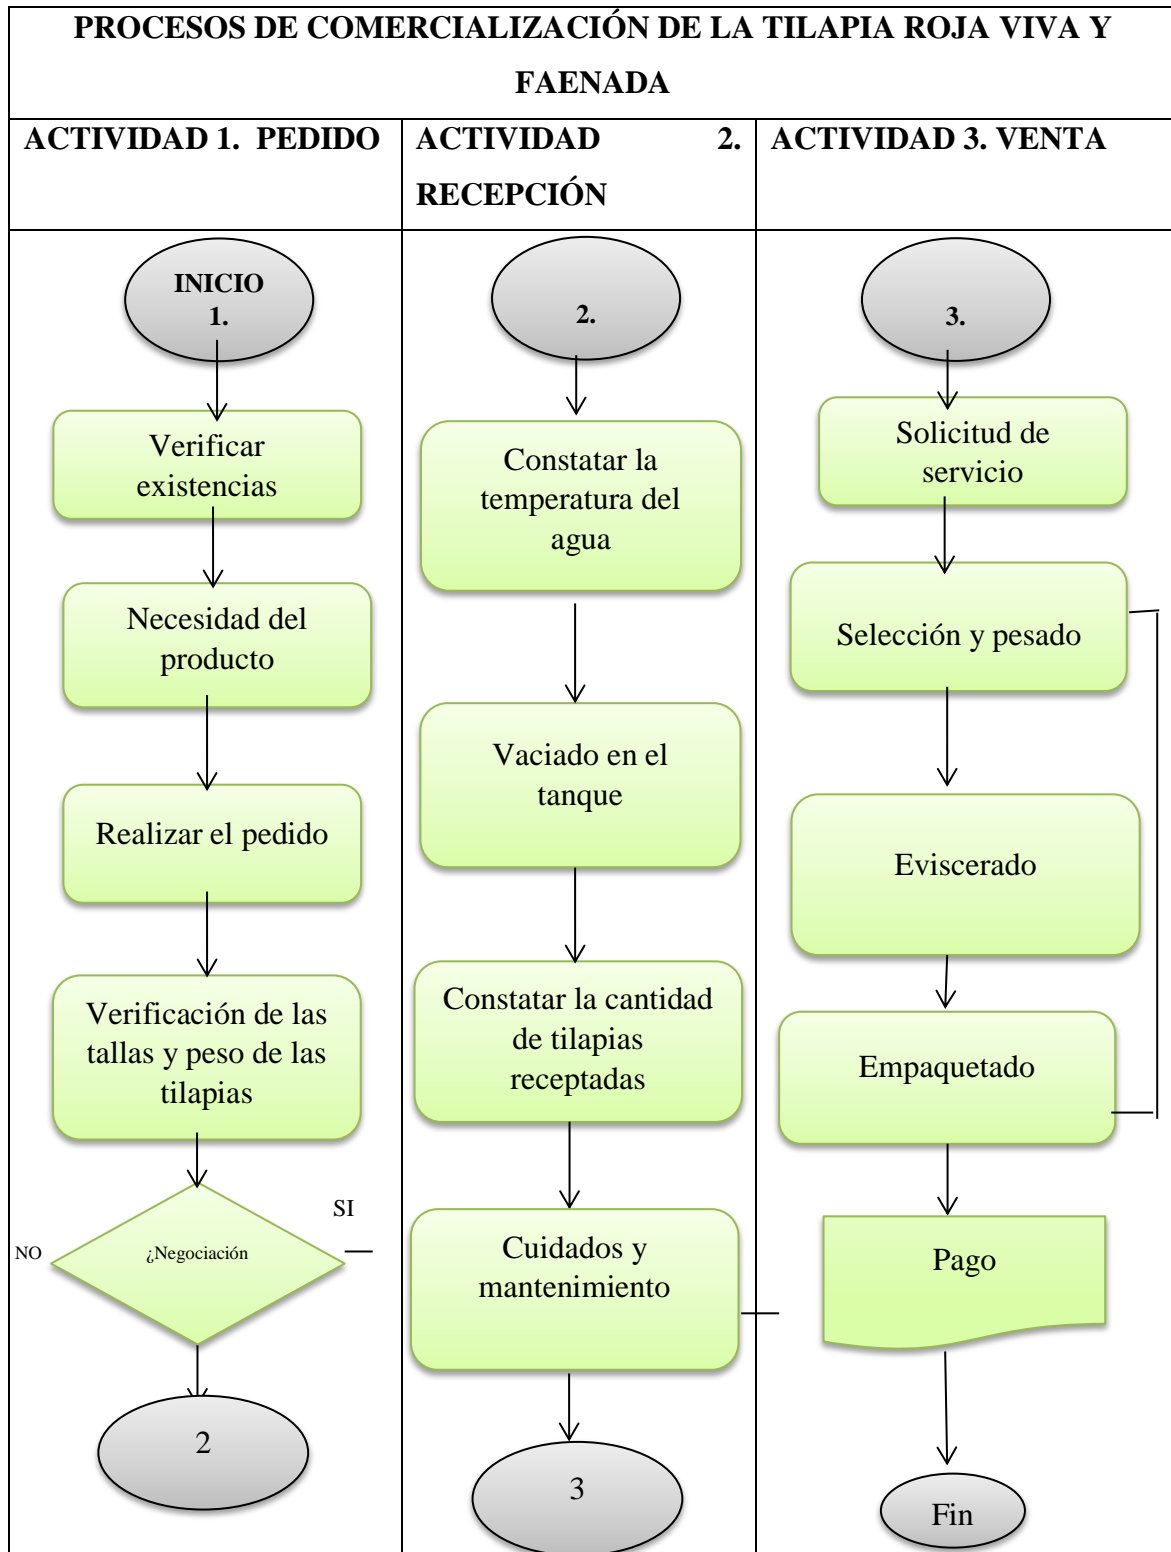 PROCESOS DE COMERCIALIZACIÓN DE LA TILAPIA ROJA VIVA Y
FAENADA
ACTIVIDAD 1. PEDIDO
ACTIVIDAD 2.
RECEPCIÓN
ACTIVIDAD 3. VENTA
INICIO
1.
Verificar
existencias
Necesidad del
producto
Realizar el pedido
Verificación de las
tallas y peso de las
tilapias
SI
NO
¿Negociación
2
2.
Constatar la
temperatura del
agua
Vaciado en el
tanque
Constatar la cantidad
de tilapias
receptadas
Cuidados y
mantenimiento
3
3.
Solicitud de
servicio
Selección y pesado
Eviscerado
Empaquetado
Pago
Fin